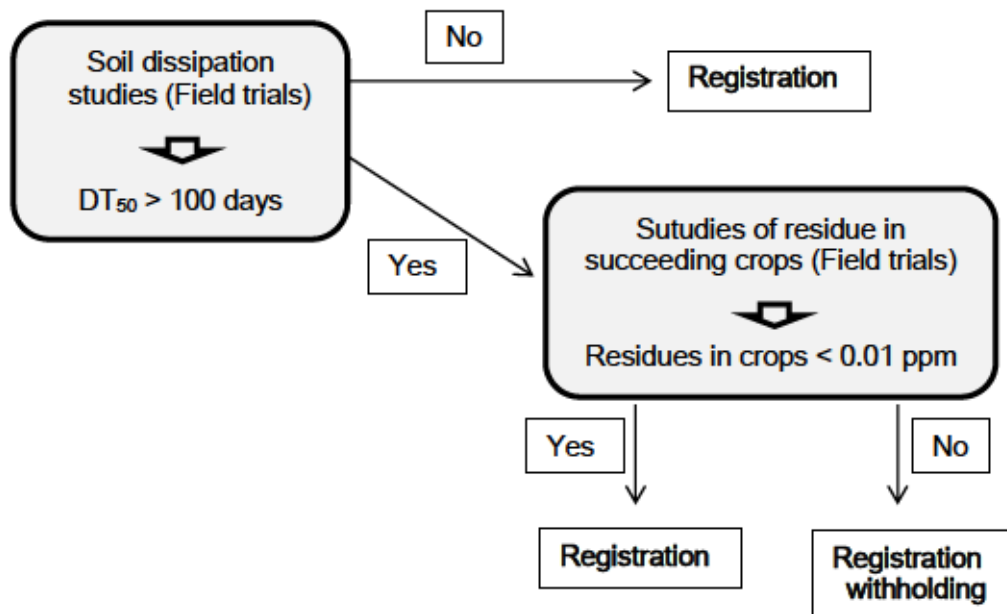 Soil dissipation
studies (Field trials)
DT₅₀ > 100 days
No
Registration
Yes
Sutudies of residue in
succeeding crops (Field trials)
Residues in crops < 0.01 ppm
Yes
No
Registration
Registration
withholding